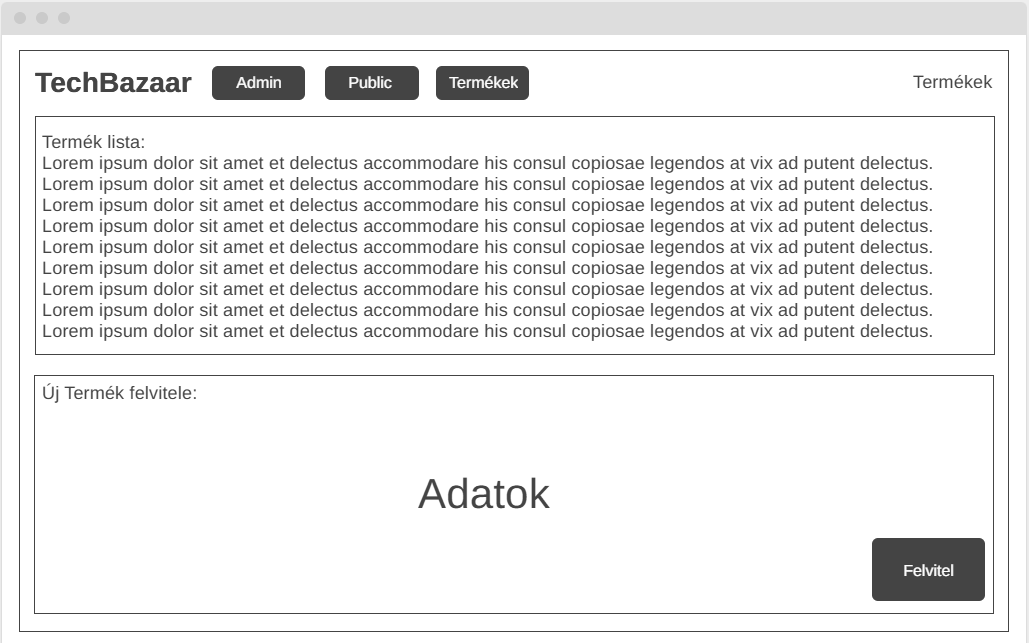 TechBazaar Admin Public Termékek Termékek
Termék lista:
Lorem ipsum dolor sit amet et delectus accommodare his consul copiosae legendos at vix ad putent delectus.
Lorem ipsum dolor sit amet et delectus accommodare his consul copiosae legendos at vix ad putent delectus.
Lorem ipsum dolor sit amet et delectus accommodare his consul copiosae legendos at vix ad putent delectus.
Lorem ipsum dolor sit amet et delectus accommodare his consul copiosae legendos at vix ad putent delectus.
Lorem ipsum dolor sit amet et delectus accommodare his consul copiosae legendos at vix ad putent delectus.
Lorem ipsum dolor sit amet et delectus accommodare his consul copiosae legendos at vix ad putent delectus.
Lorem ipsum dolor sit amet et delectus accommodare his consul copiosae legendos at vix ad putent delectus.
Lorem ipsum dolor sit amet et delectus accommodare his consul copiosae legendos at vix ad putent delectus.
Lorem ipsum dolor sit amet et delectus accommodare his consul copiosae legendos at vix ad putent delectus.
Új Termék felvitele:
Adatok
Felvitel